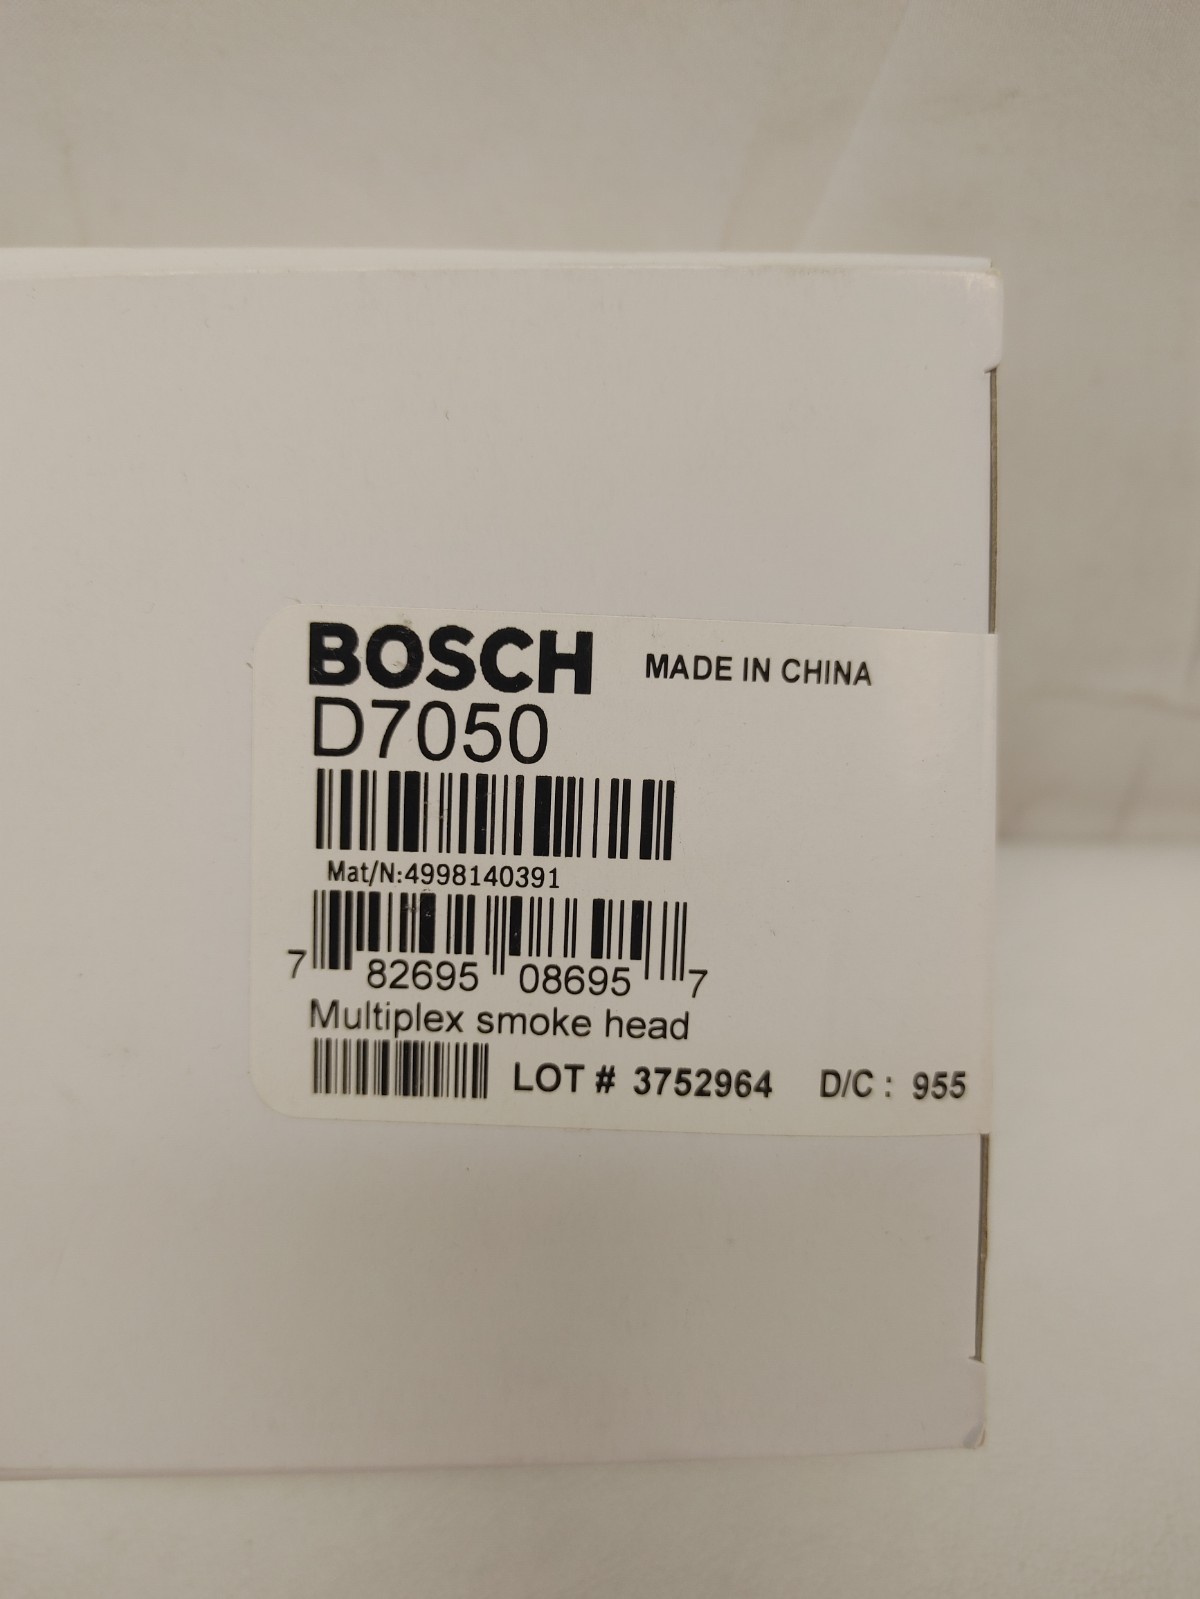 BOSCH MADE IN CHINA
D7050
Mat/N:4998140391
7 82695 08695 7
Multiplex smoke head
LOT # 3752964 D/C : 955